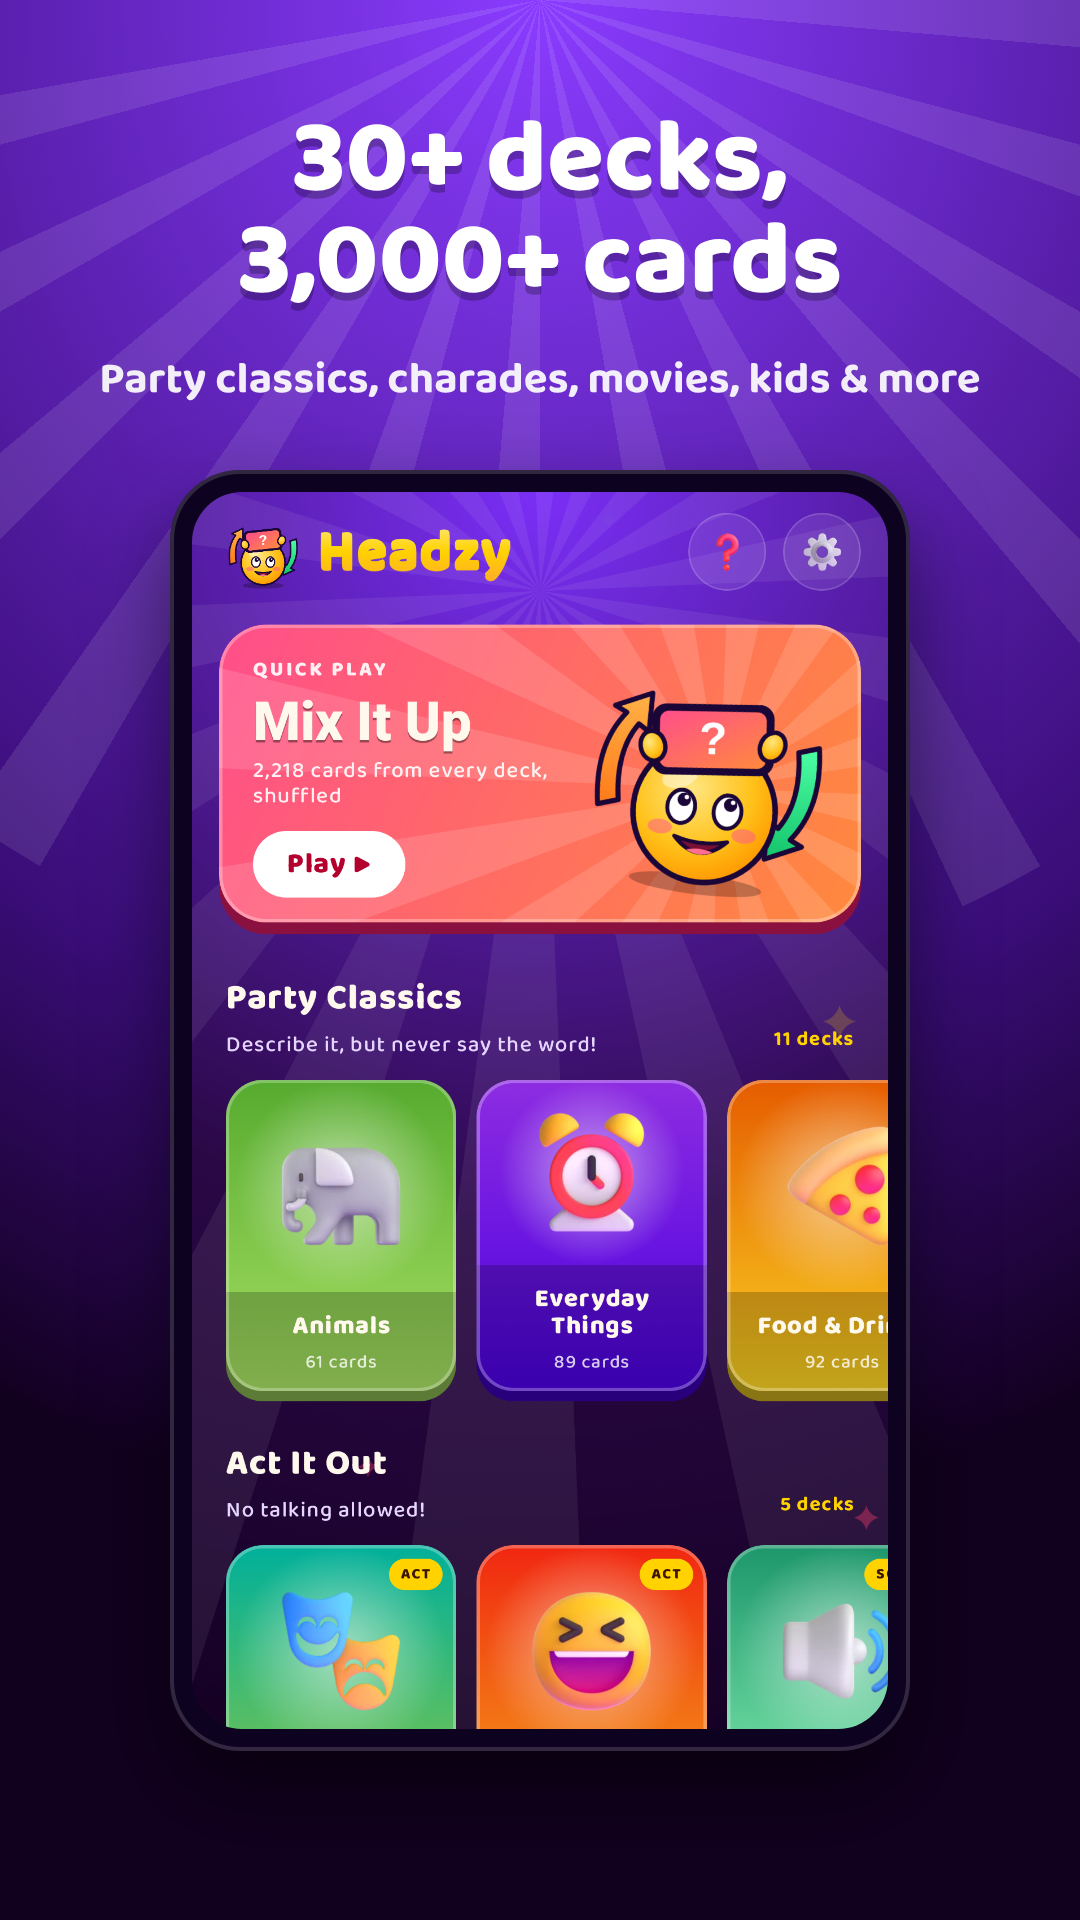 30+ decks,
3,000+ cards
Party classics, charades, movies, kids & more
?
Headzy
?
QUICK PLAY
Mix It Up
2,218 cards from every deck,
shuffled
Play
?
Party Classics
Describe it, but never say the word!
11 decks
Animals
61 cards
Everyday
Things
89 cards
Food &
92 cards
Act It Out
No talking allowed!
5 decks
ACT
ACT